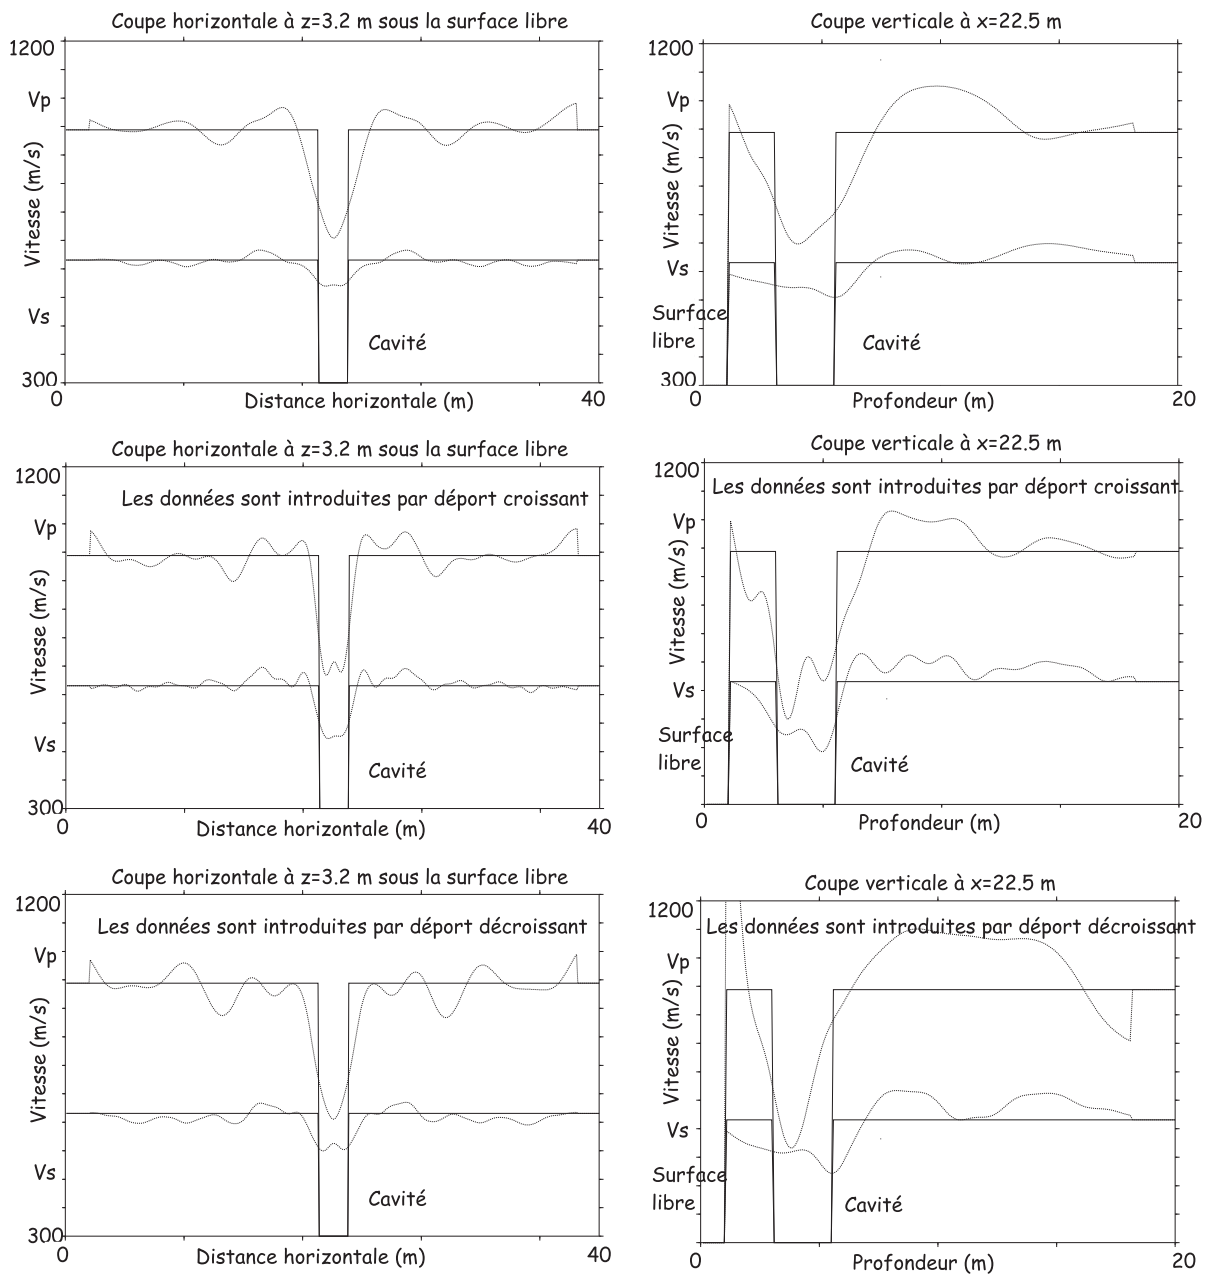 Coupe horizontale à z=3.2 m sous la surface libre
1200
Vp
Vitesse (m/s)
Vs
Cavité
300
0
Distance horizontale (m)
40
Coupe verticale à x=22.5 m
1200
Vp
Vitesse (m/s)
Vs
Surface
libre
Cavité
300
0
Profondeur (m)
20
Coupe horizontale à z=3.2 m sous la surface libre
1200
Les données sont introduites par déport croissant
Vp
Vitesse (m/s)
Vs
Cavité
300
0
Distance horizontale (m)
40
Coupe verticale à x=22.5 m
1200
Les données sont introduites par déport croissant
Vp
Vitesse (m/s)
Vs
Surface
libre
Cavité
0
Profondeur (m)
20
Coupe horizontale à z=3.2 m sous la surface libre
1200
Les données sont introduites par déport décroissant
Vp
Vitesse (m/s)
Vs
Cavité
300
0
Distance horizontale (m)
40
Coupe verticale à x=22.5 m
1200
Les données sont introduites par déport décroissant
Vp
Vitesse (m/s)
Vs
Surface
libre
Cavité
0
Profondeur (m)
20